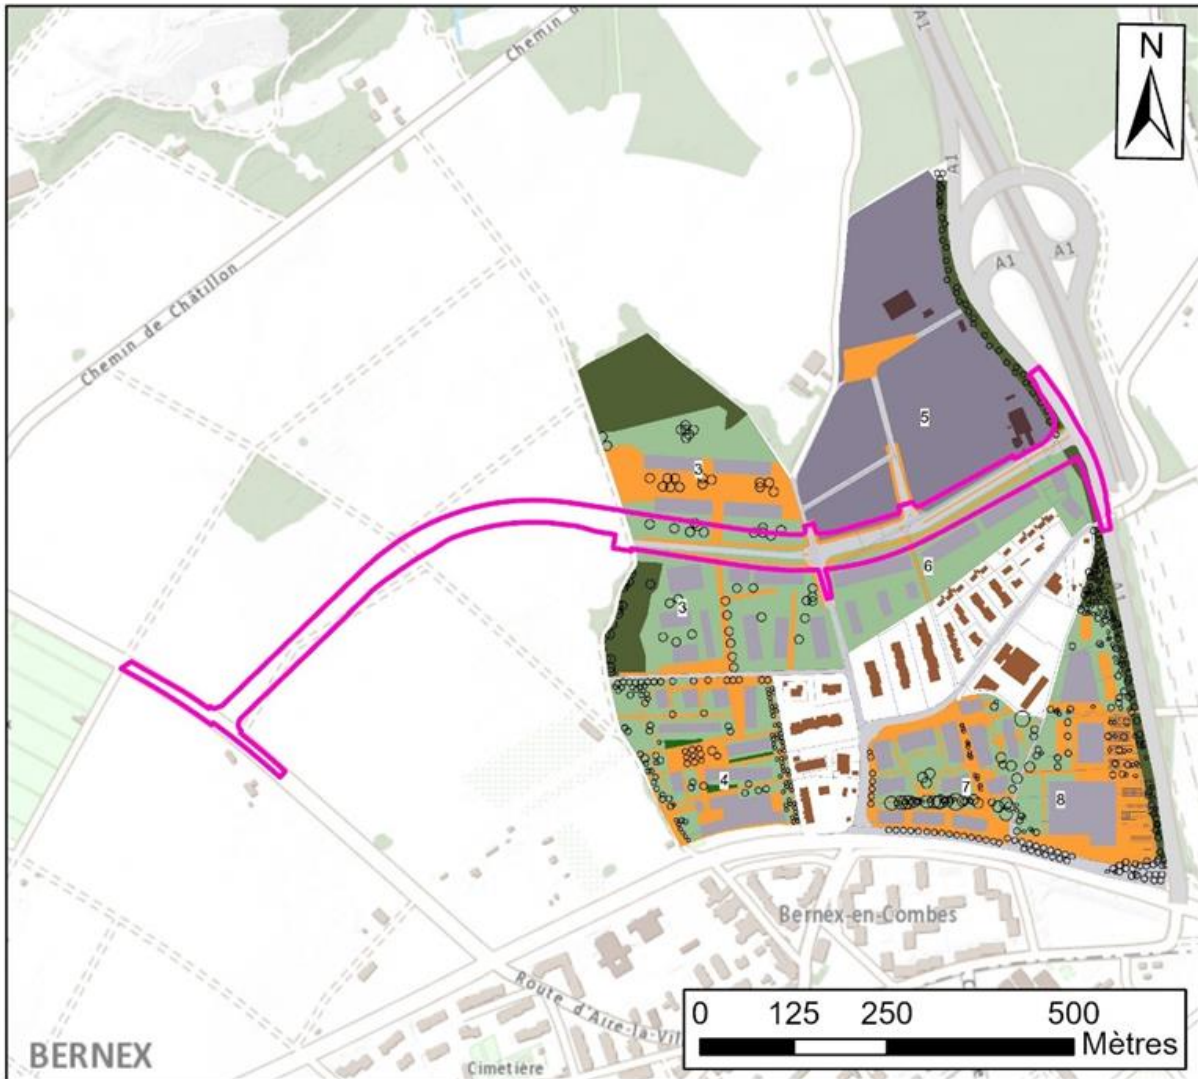 Chemin de
A1
N
A1
A1
A1
Chemin de Châtillon
5
3
6
3
A1
4
7
8
Bernex-en-Combes
Route d'Aire-la-Vil
0 125 250 500
Mètres
BERNEX
Cimetière